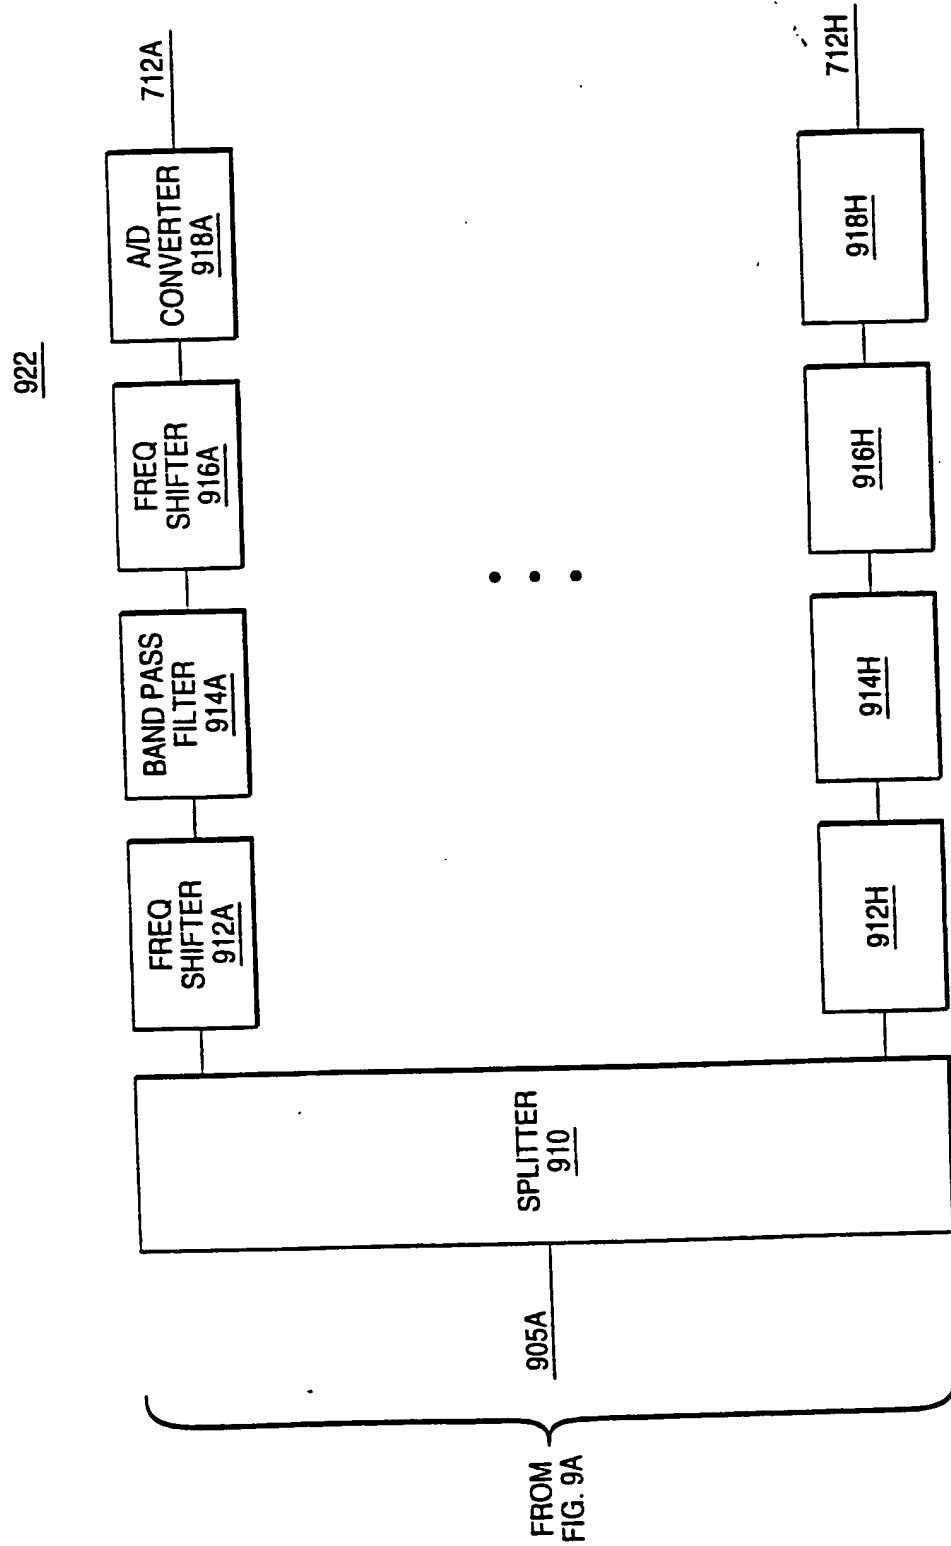 922
FROM
FIG. 9A
905A
SPLITTER
910
FREQ
SHIFTER
912A
BAND PASS
FILTER
914A
FREQ
SHIFTER
916A
A/D
CONVERTER
918A
712A
912H
914H
916H
918H
712H